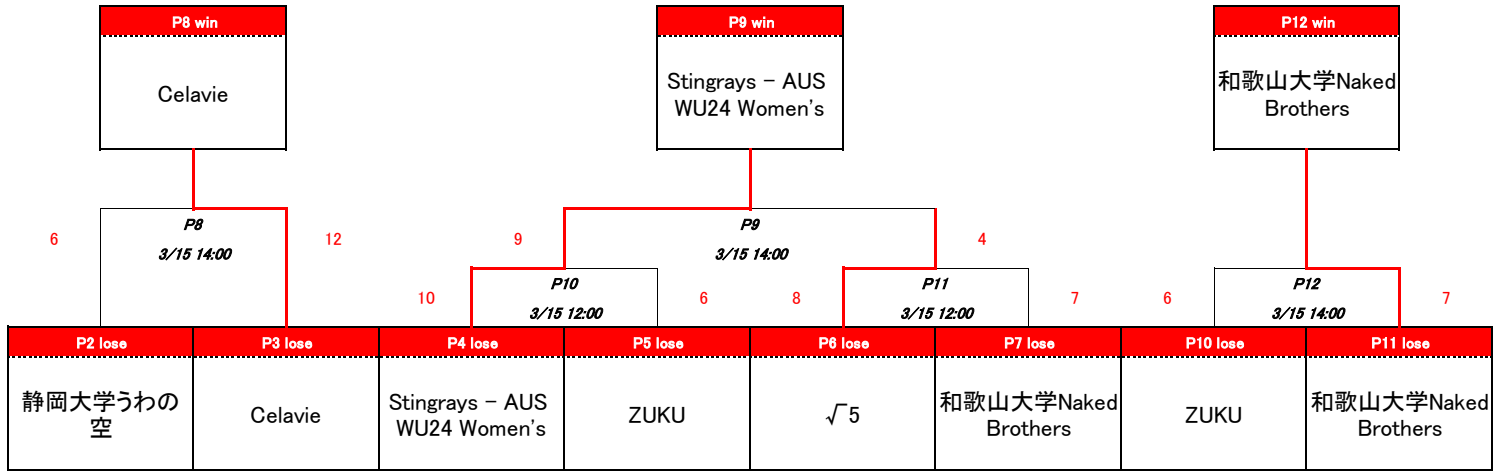 P8 win
P9 win
P12 win
Celavie
Stingrays - AUS
WU24 Women's
和歌山大学Naked
Brothers
P8
3/15 14:00
6
12
P9
3/15 14:00
9
4
P10
3/15 12:00
10
6
P11
3/15 12:00
8
7
P12
3/15 14:00
6
7
P2 lose
P3 lose
P4 lose
P5 lose
P6 lose
P7 lose
P10 lose
P11 lose
静岡大学うわの
空
Celavie
Stingrays - AUS
WU24 Women's
ZUKU
√5
和歌山大学Naked
Brothers
ZUKU
和歌山大学Naked
Brothers